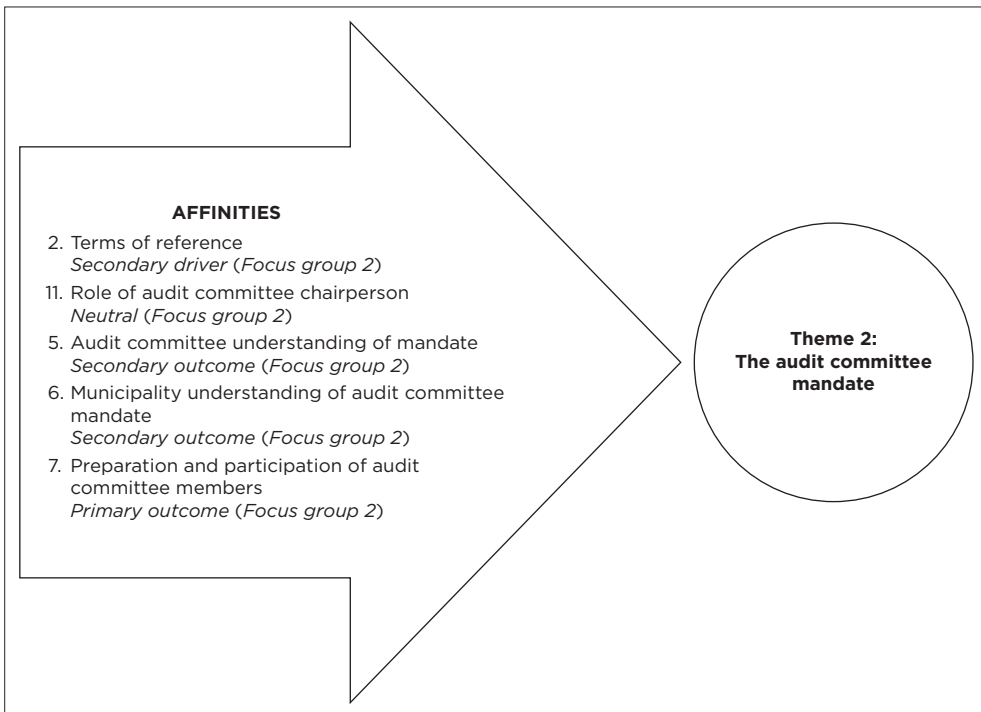 AFFINITIES
2. Terms of reference
Secondary driver (Focus group 2)
11. Role of audit committee chairperson
Neutral (Focus group 2)
5. Audit committee understanding of mandate
Secondary outcome (Focus group 2)
6. Municipality understanding of audit committee
mandate
Secondary outcome (Focus group 2)
7. Preparation and participation of audit
committee members
Primary outcome (Focus group 2)
Theme 2:
The audit committee
mandate